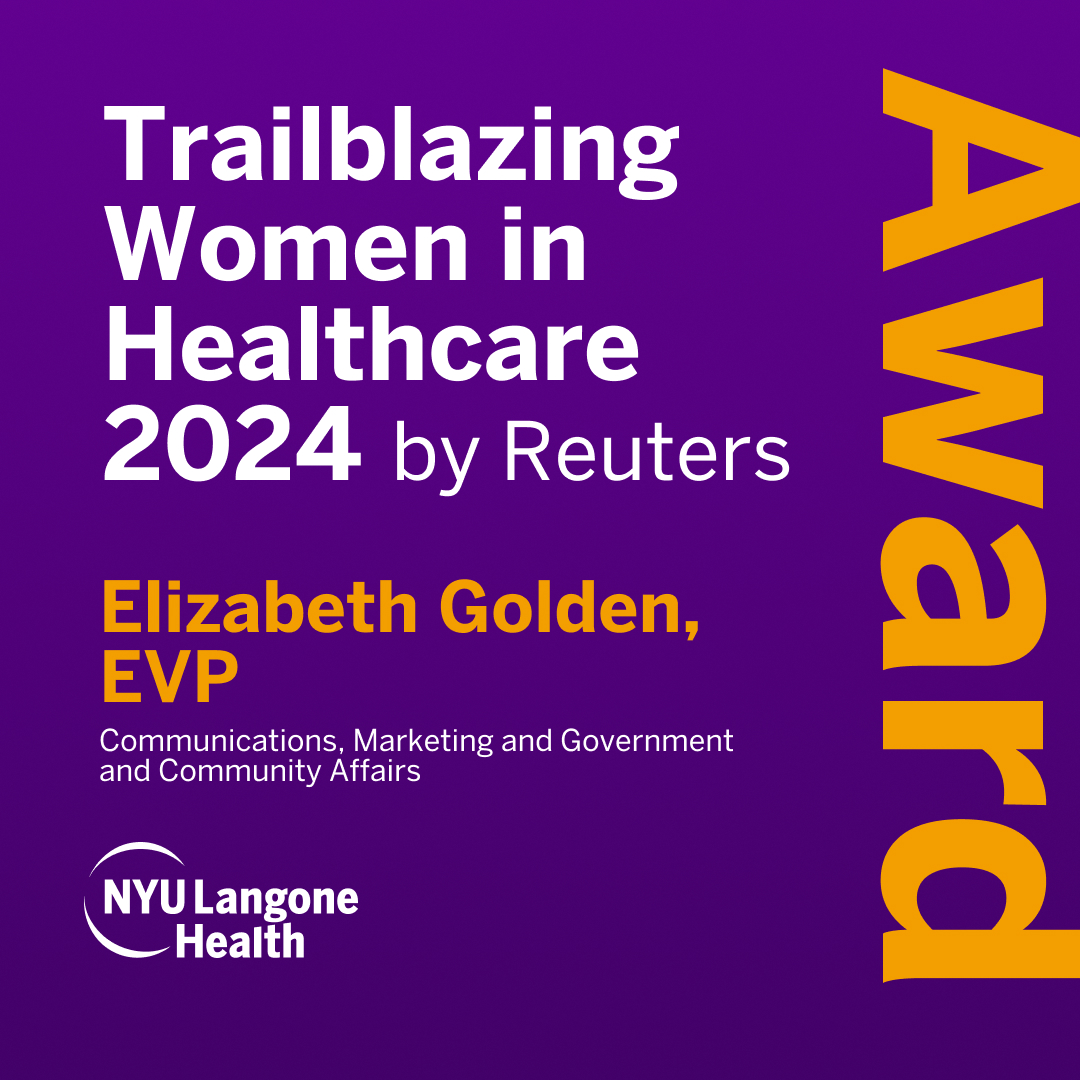 Trailblazing
Women in
Healthcare
2024 by Reuters
Elizabeth Golden,
EVP
Communications, Marketing and Government
and Community Affairs
NYU Langone
Health
Award